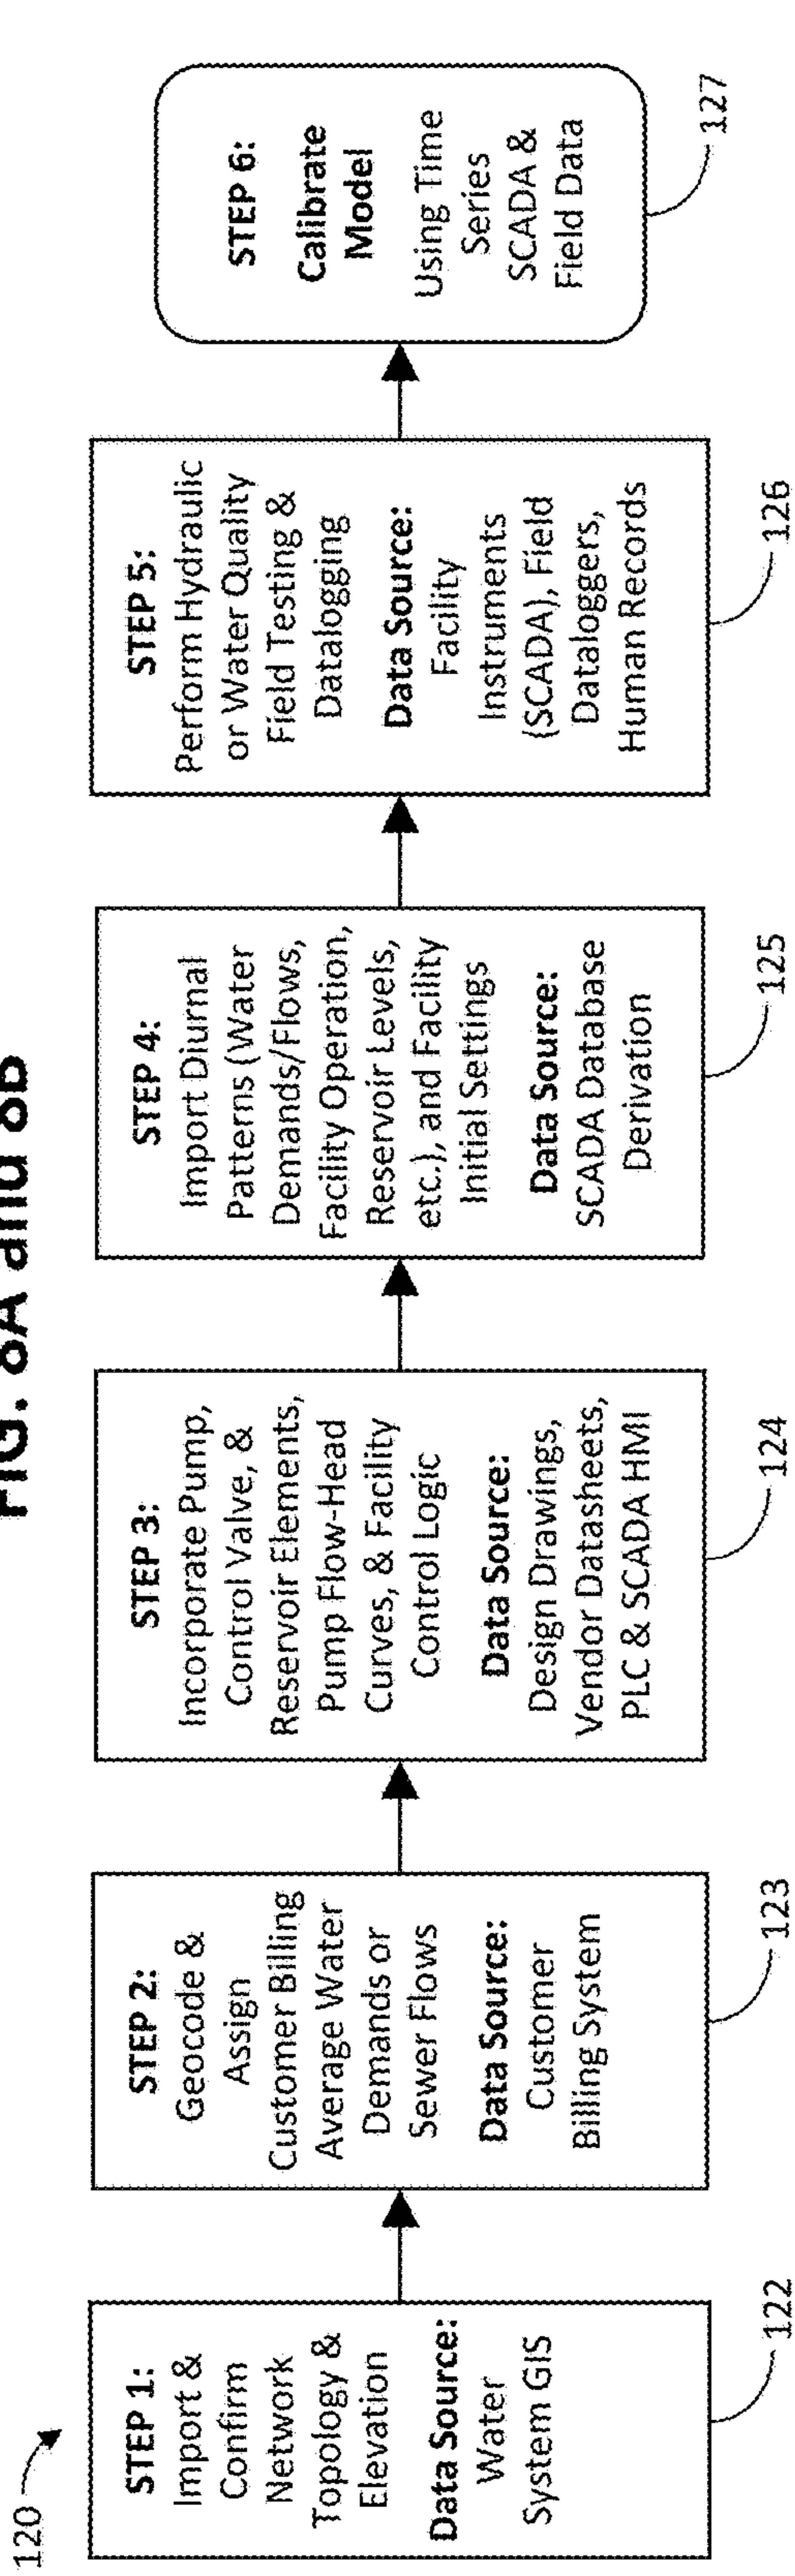 FIG. 8A and 8B
120
STEP 1:
Import &
Confirm
Network
Topology &
Elevation
Data Source:
Water
System GIS
122
STEP 2:
Geocode &
Assign
Customer Billing
Average Water
Demands or
Sewer Flows
Data Source:
Customer
Billing System
123
STEP 3:
Incorporate Pump,
Control Valve, &
Reservoir Elements,
Pump Flow-Head
Curves, & Facility
Control Logic
Data Source:
Design Drawings,
Vendor Datasheets,
PLC & SCADA HMI
124
STEP 4:
Import Diurnal
Patterns (Water
Demands/Flows,
Facility Operation,
Reservoir Levels,
etc.), and Facility
Initial Settings
Data Source:
SCADA Database
Derivation
125
STEP 5:
Perform Hydraulic
or Water Quality
Field Testing &
Datalogging
Data Source:
Facility
Instruments
(SCADA), Field
Dataloggers,
Human Records
126
STEP 6:
Calibrate
Model
Using Time
Series
SCADA &
Field Data
127